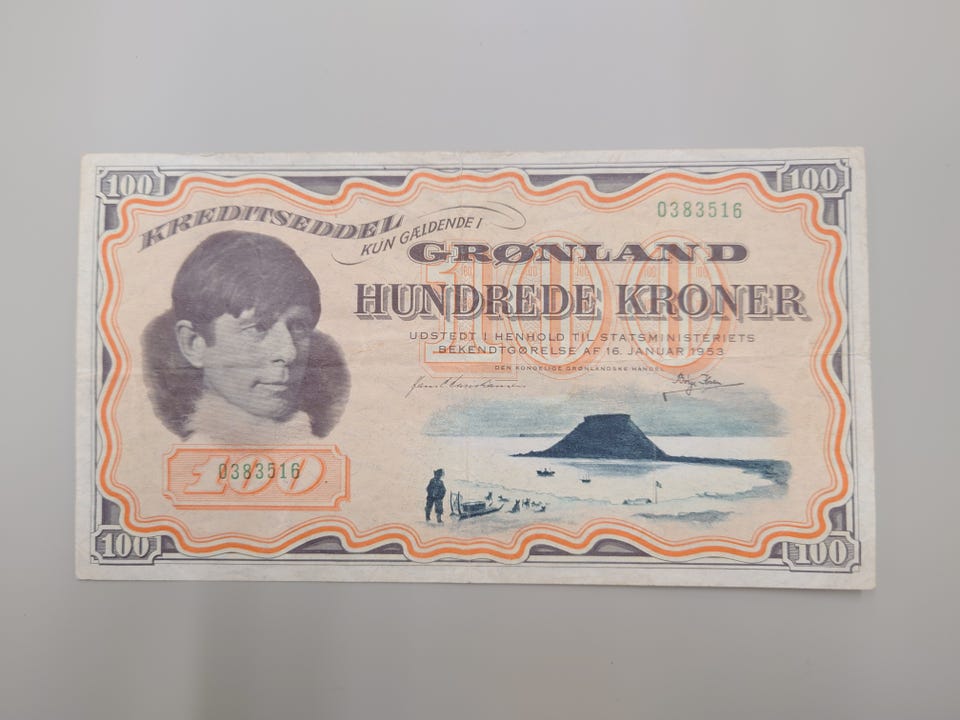 100
100
KREDITSEDDEL
KUN GÆLDENDE I
0383516
GRØNLAND
100
HUNDREDE KRONER
UDSTEDT I HENHOLD TIL STATSMINISTERIETS
BEKENDTGØRELSE AF 16. JANUAR 1953
DEN KONGELIGE GRØNLANDSKE HANDEL
100
0383516
100
100